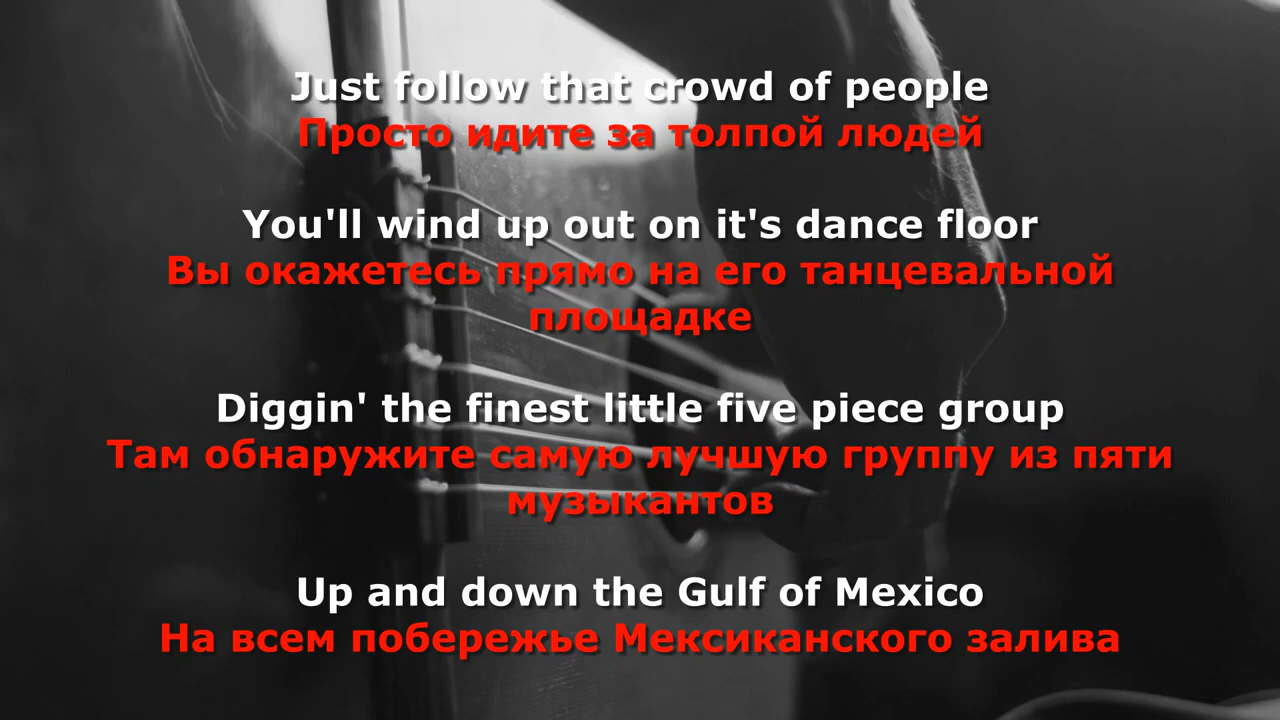 Just follow that crowd of people
Просто идите за толпой людей
You'll wind up out on it's dance floor
Вы окажетесь прямо на его танцевальной
площадке
Diggin' the finest little five piece group
Там обнаружите самую лучшую группу из пяти
музыкантов
Up and down the Gulf of Mexico
На всем побережье Мексиканского залива